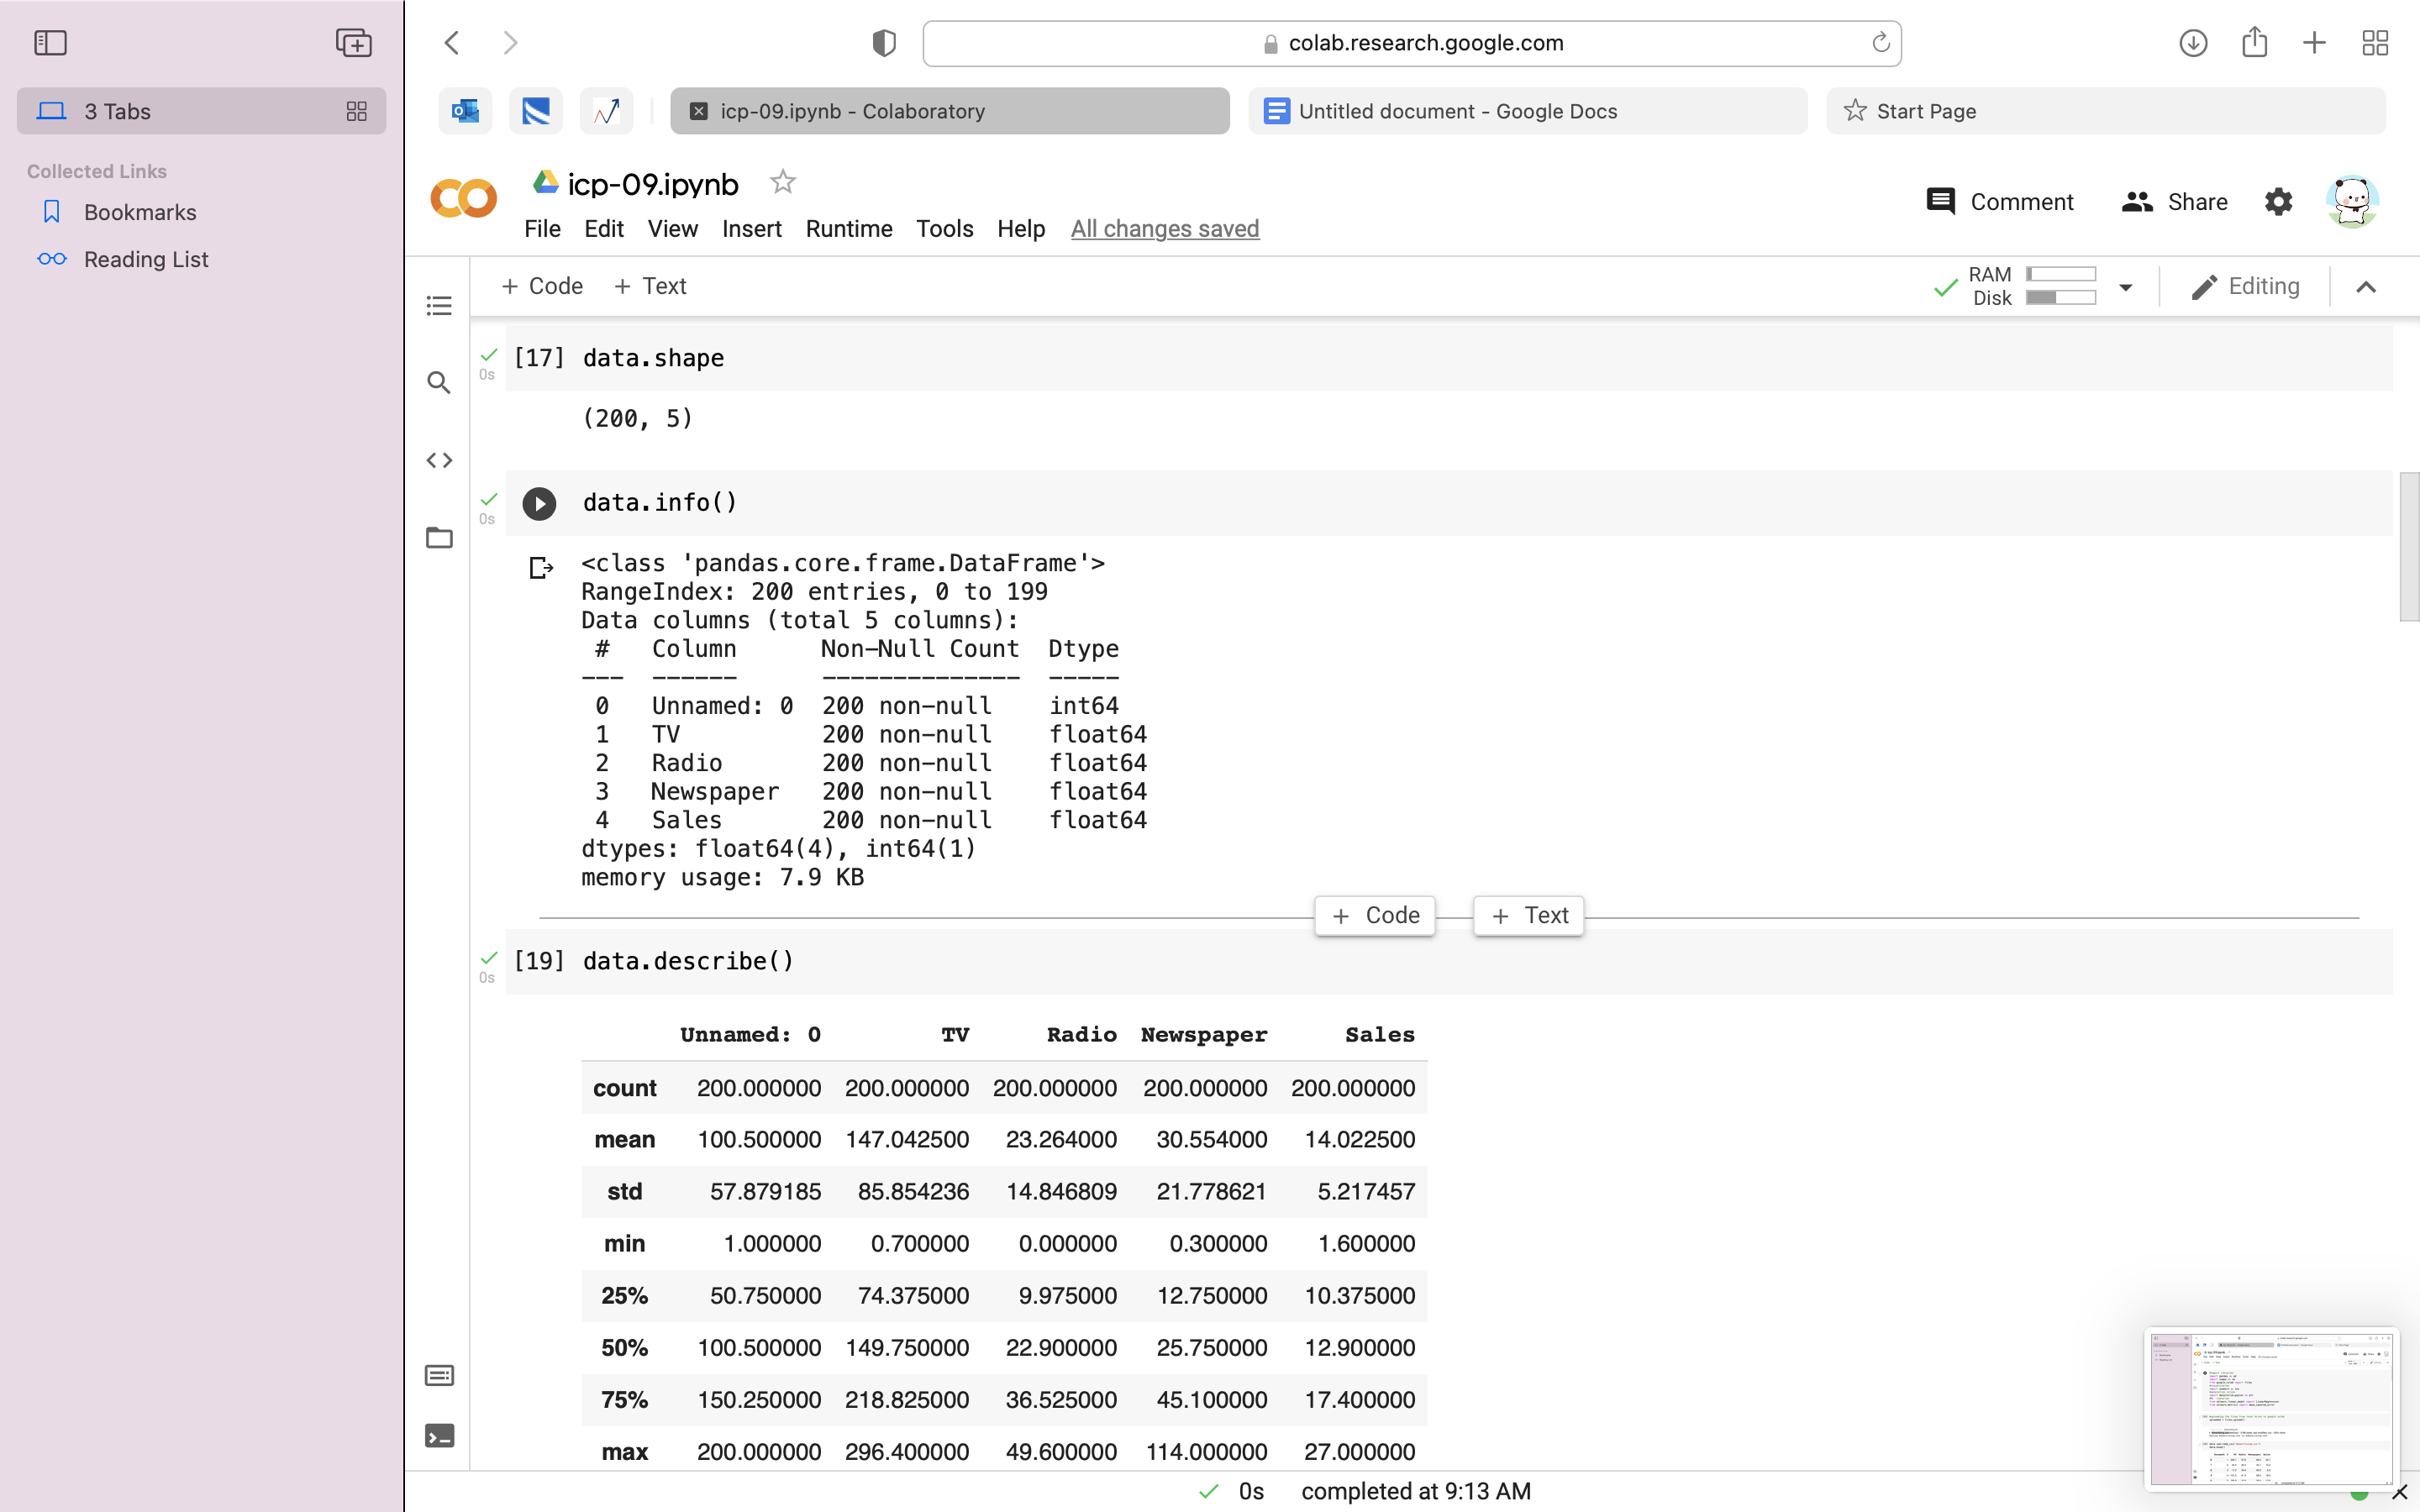 3 Tabs
Collected Links
Bookmarks
Reading List
colab.research.google.com
icp-09.ipynb - Colaboratory
Untitled document - Google Docs
Start Page
icp-09.ipynb
File Edit View Insert Runtime Tools Help All changes saved
Comment
Share
+ Code + Text
RAM
Disk
Editing
[17] data.shape
0s
(200, 5)
data.info()
0s
<class 'pandas.core.frame.DataFrame'>
RangeIndex: 200 entries, 0 to 199
Data columns (total 5 columns):
 #   Column      Non-Null Count  Dtype
---  ------      --------------  -----
 0   Unnamed: 0  200 non-null    int64
 1   TV          200 non-null    float64
 2   Radio       200 non-null    float64
 3   Newspaper   200 non-null    float64
 4   Sales       200 non-null    float64
dtypes: float64(4), int64(1)
memory usage: 7.9 KB
+ Code + Text
[19] data.describe()
0s
Unnamed: 0 TV Radio Newspaper Sales
count 200.000000 200.000000 200.000000 200.000000 200.000000
mean 100.500000 147.042500 23.264000 30.554000 14.022500
std 57.879185 85.854236 14.846809 21.778621 5.217457
min 1.000000 0.700000 0.000000 0.300000 1.600000
25% 50.750000 74.375000 9.975000 12.750000 10.375000
50% 100.500000 149.750000 22.900000 25.750000 12.900000
75% 150.250000 218.825000 36.525000 45.100000 17.400000
max 200.000000 296.400000 49.600000 114.000000 27.000000
0s completed at 9:13 AM